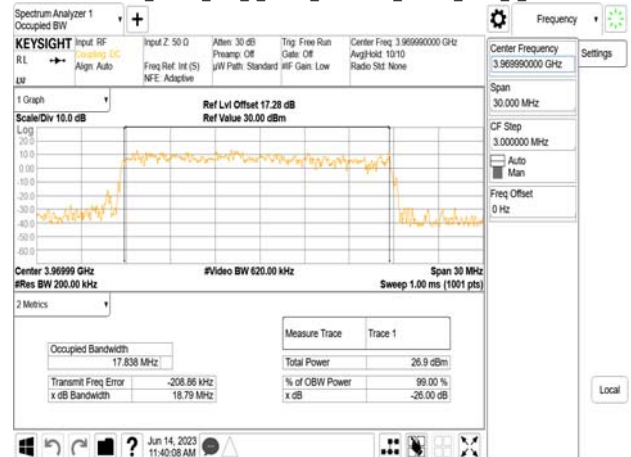 Spectrum Analyzer 1
Occupied BW
Frequency
KEYSIGHT
RL
Input: RF
Coupling: DC
Align: Auto
Input Z: 50 Ω
Freq Ref: Int (S)
NFE: Adaptive
Atten: 30 dB
Preamp: Off
µW Path: Standard
Trig: Free Run
Gate: Off
#IF Gain: Low
Center Freq: 3.969990000 GHz
Avg|Hold: 10/10
Radio Std: None
Center Frequency
3.969990000 GHz
Settings
Span
30.000 MHz
CF Step
3.000000 MHz
Auto
Man
Freq Offset
0 Hz
Local
1 Graph
Scale/Div 10.0 dB
Ref Lvl Offset 17.28 dB
Ref Value 30.00 dBm
Log
20.0
10.0
0.00
-10.0
-20.0
-30.0
-40.0
-50.0
-60.0
Center 3.96999 GHz
#Res BW 200.00 kHz
#Video BW 620.00 kHz
Span 30 MHz
Sweep 1.00 ms (1001 pts)
2 Metrics
Measure Trace Trace 1
Occupied Bandwidth
17.838 MHz
Total Power 26.9 dBm
Transmit Freq Error -208.86 kHz
% of OBW Power 99.00 %
x dB Bandwidth 18.79 MHz
x dB -26.00 dB
?
Jun 14, 2023
11:40:08 AM